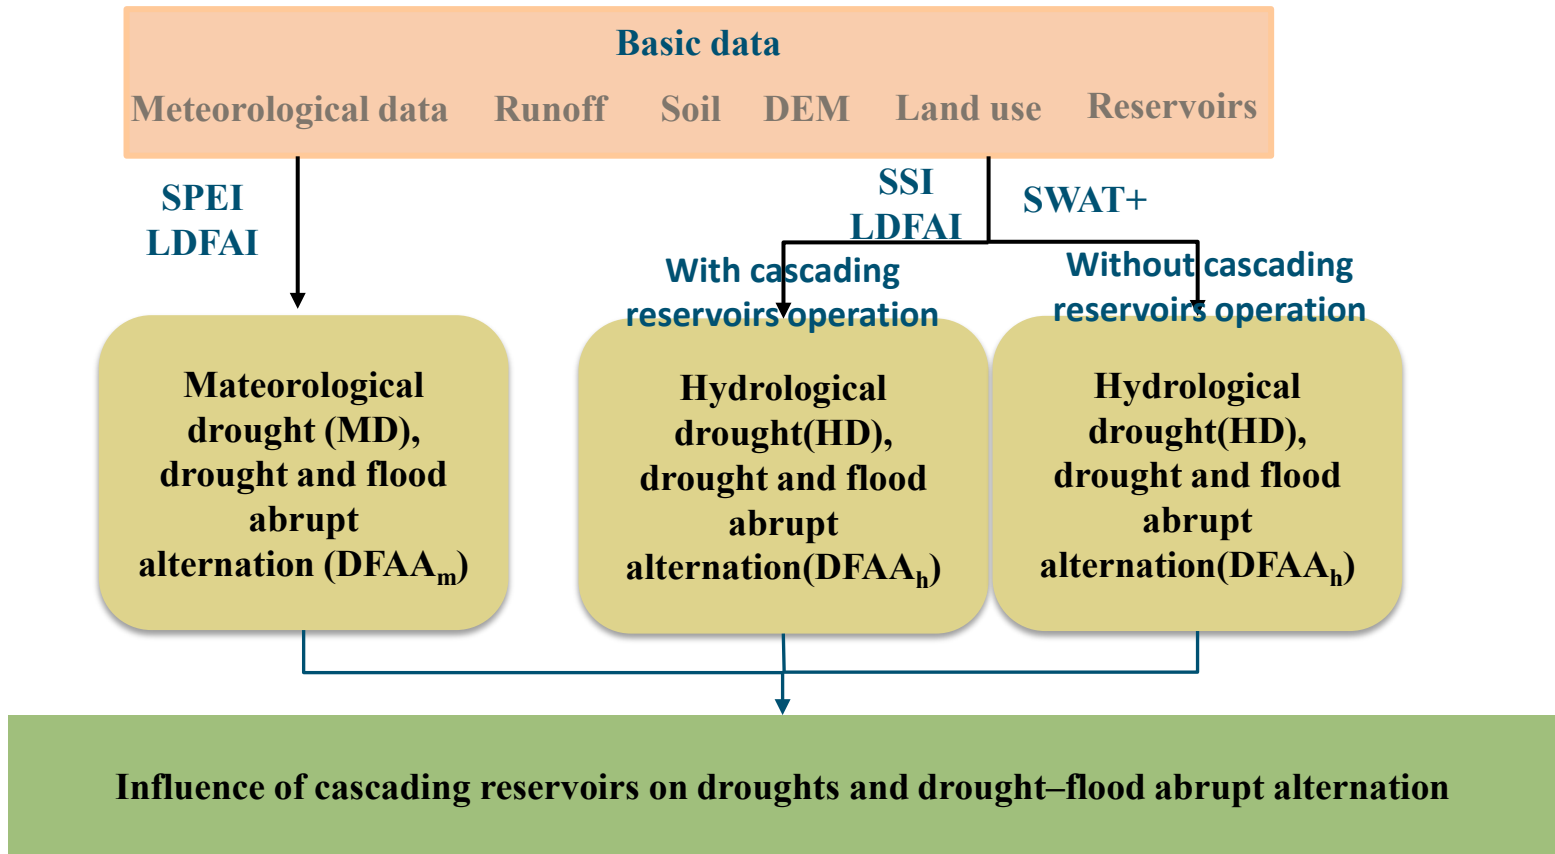 Basic data
Meteorological data Runoff Soil DEM Land use Reservoirs
SPEI
LDFAI
SSI
LDFAI
SWAT+
With cascading
reservoirs operation
Without cascading
reservoirs operation
Mateorological
drought (MD),
drought and flood
abrupt
alternation (DFAAm)
Hydrological
drought(HD),
drought and flood
abrupt
alternation(DFAAh)
Hydrological
drought(HD),
drought and flood
abrupt
alternation(DFAAh)
Influence of cascading reservoirs on droughts and drought–flood abrupt alternation